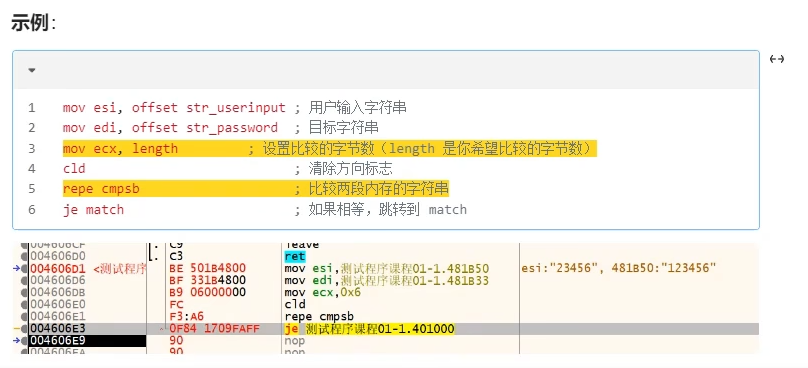 示例：
1 mov esi, offset str_userinput ; 用户输入字符串
2 mov edi, offset str_password ; 目标字符串
3 mov ecx, length ; 设置比较的字节数（length 是你希望比较的字节数）
4 cld ; 清除方向标志
5 repe cmpsb ; 比较两段内存的字符串
6 je match ; 如果相等，跳转到 match
004606CF C9 leave
004606D0 C3 ret
004606D1 <测试程序 BE 501B4800 mov esi,测试程序课程01-1.481B50 esi:"23456", 481B50:"123456"
004606D6 BF 331B4800 mov edi,测试程序课程01-1.481B33
004606DB B9 06000000 mov ecx,0x6
004606E0 FC cld
004606E1 F3:A6 repe cmpsb
004606E3 0F84 1709FAFF je 测试程序课程01-1.401000
004606E9 90 nop
004606EA 90 nop